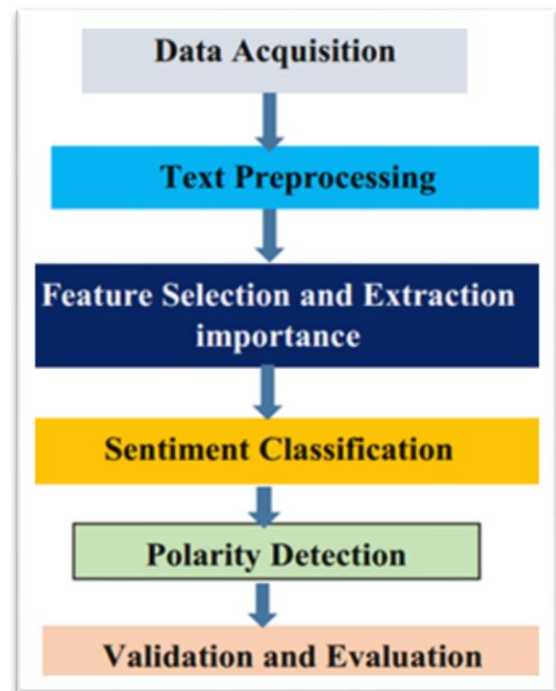 Data Acquisition
Text Preprocessing
Feature Selection and Extraction
importance
Sentiment Classification
Polarity Detection
Validation and Evaluation